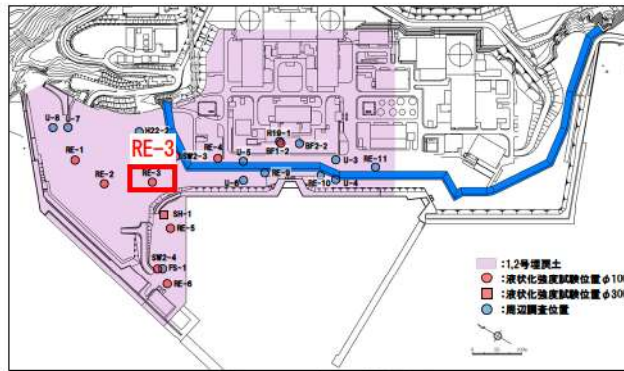 U-8
U-7
H22-2
RE-3
RE-1
SW2-3
RE-4
H19-1
BF1-2
BF2-2
U-5
U-3
RE-11
RE-2
RE-3
U-6
RE-9
RE-10
U-4
SH-1
RE-5
SW2-4
FS-1
RE-6
:1,2号埋戻土
:液状化強度試験位置φ100
:液状化強度試験位置φ300
:周辺調査位置